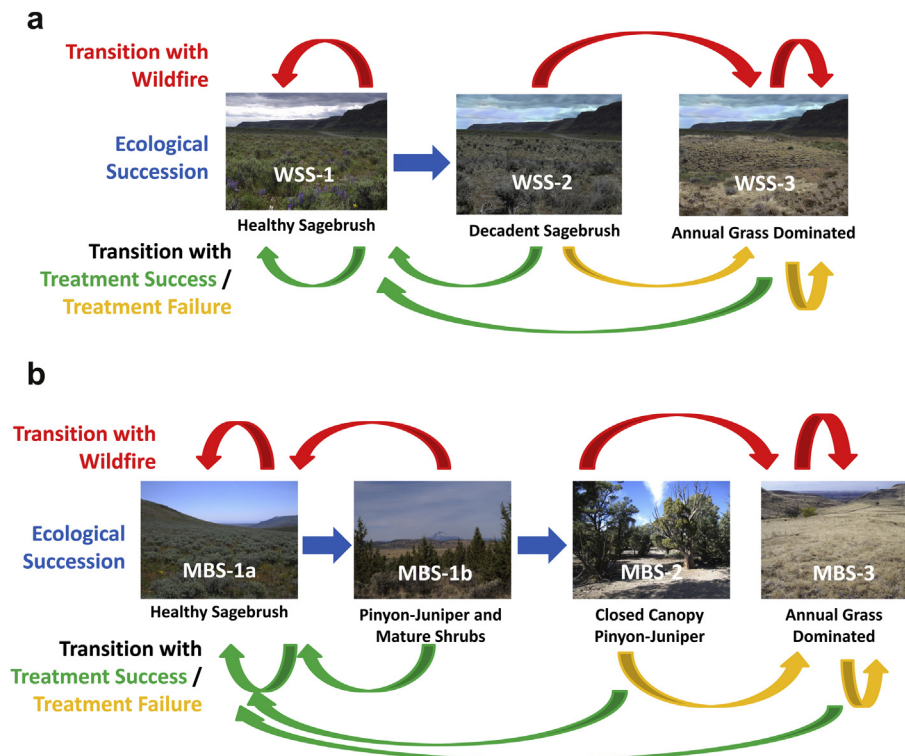 a
Transition with
Wildfire
Ecological
Succession
WSS-1
WSS-2
WSS-3
Healthy Sagebrush
Decadent Sagebrush
Annual Grass Dominated
Transition with
Treatment Success /
Treatment Failure
b
Transition with
Wildfire
Ecological
Succession
MBS-1a
MBS-1b
MBS-2
MBS-3
Healthy Sagebrush
Pinyon-Juniper and
Mature Shrubs
Closed Canopy
Pinyon-Juniper
Annual Grass
Dominated
Transition with
Treatment Success /
Treatment Failure